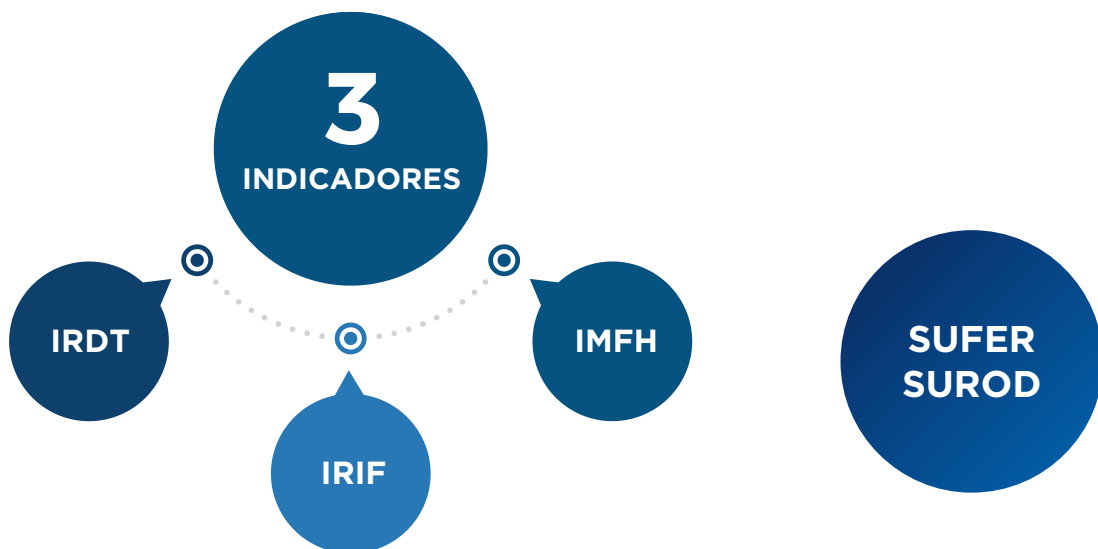 3
INDICADORES
IRDT
IRIF
IMFH
SUFER
SUROD